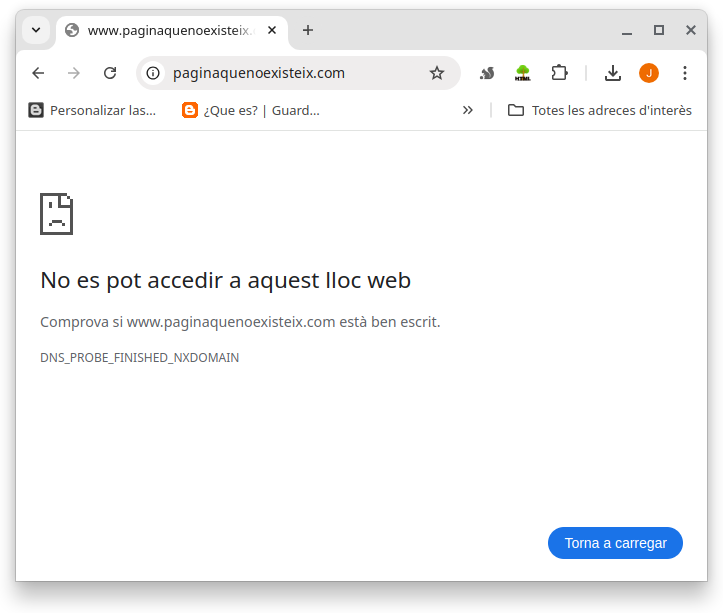 www.paginaquenoexisteix.c
paginaquenoexisteix.com
HTML
J
Personalizar las...
¿Que es? | Guard...
Totes les adreces d'interès
No es pot accedir a aquest lloc web
Comprova si www.paginaquenoexisteix.com està ben escrit.
DNS_PROBE_FINISHED_NXDOMAIN
Torna a carregar